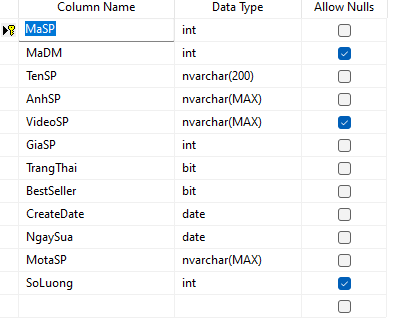 Column Name Data Type Allow Nulls
MaSP int
MaDM int
TenSP nvarchar(200)
AnhSP nvarchar(MAX)
VideoSP nvarchar(MAX)
GiaSP int
TrangThai bit
BestSeller bit
CreateDate date
NgaySua date
MotaSP nvarchar(MAX)
SoLuong int